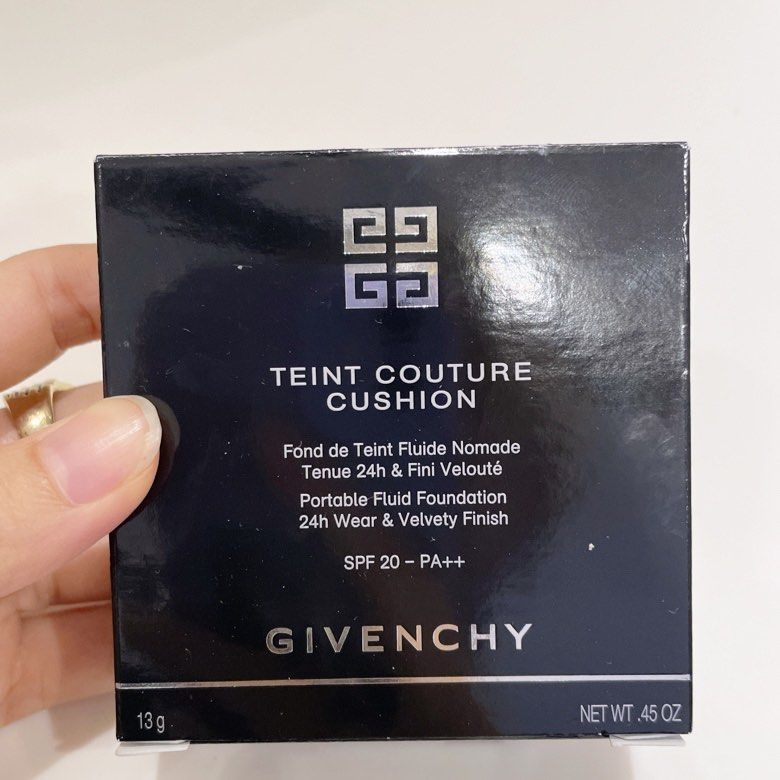 TEINT COUTURE
CUSHION
Fond de Teint Fluide Nomade
Tenue 24h & Fini Velouté
Portable Fluid Foundation
24h Wear & Velvety Finish
SPF 20 – PA++
GIVENCHY
13 g
NET WT .45 OZ